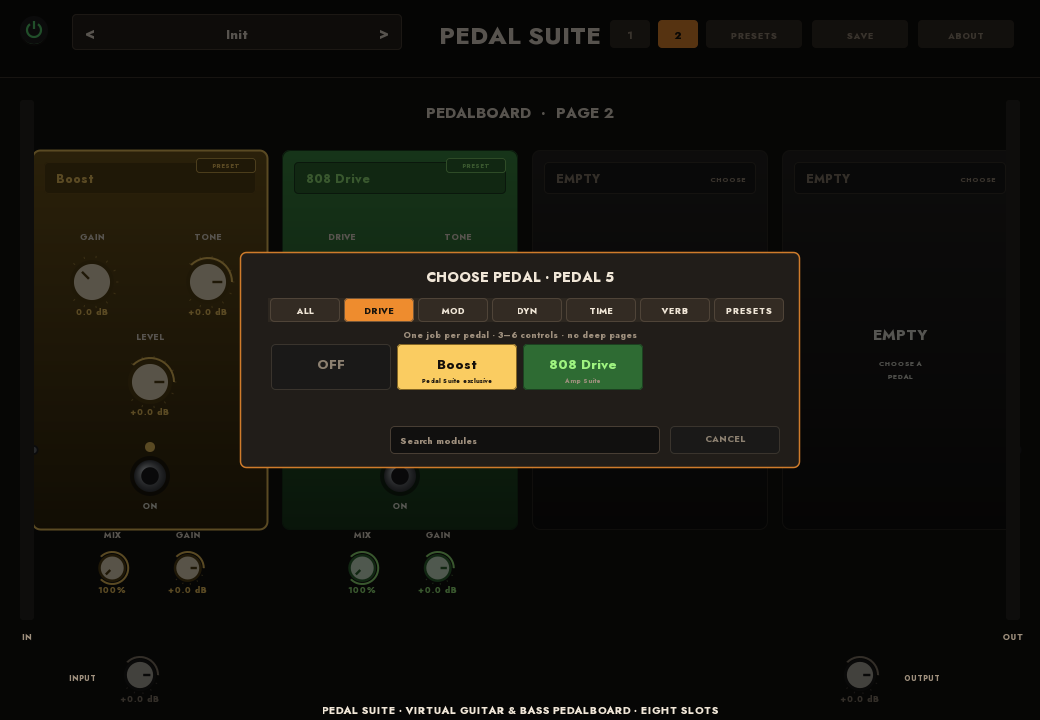 < Init > PEDAL SUITE 1 2 PRESETS SAVE ABOUT
PEDALBOARD · PAGE 2
PRESET PRESET
Boost 808 Drive EMPTY CHOOSE EMPTY CHOOSE
GAIN TONE DRIVE TONE
CHOOSE PEDAL · PEDAL 5
ALL DRIVE MOD DYN TIME VERB PRESETS
0.0 dB +0.0 dB
One job per pedal · 3–6 controls · no deep pages
LEVEL
OFF Boost 808 Drive
Pedal Suite exclusive Amp Suite
EMPTY
CHOOSE A
PEDAL
+0.0 dB
Search modules CANCEL
ON ON
MIX GAIN MIX GAIN
100% +0.0 dB 100% +0.0 dB
IN OUT
INPUT OUTPUT
+0.0 dB +0.0 dB
PEDAL SUITE · VIRTUAL GUITAR & BASS PEDALBOARD · EIGHT SLOTS